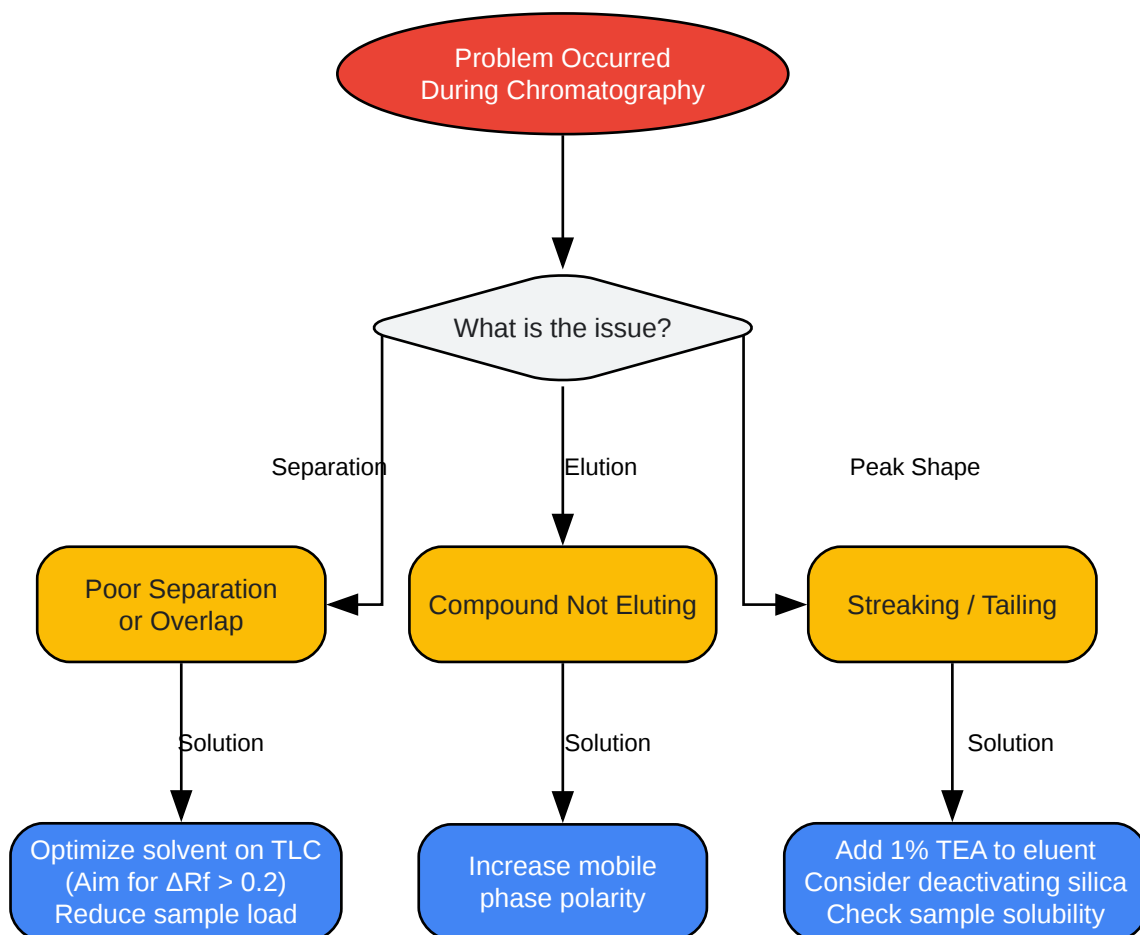 Problem Occurred
During Chromatography
What is the issue?
Separation
Elution
Peak Shape
Poor Separation
or Overlap
Compound Not Eluting
Streaking / Tailing
Solution
Solution
Solution
Optimize solvent on TLC
(Aim for ΔRf > 0.2)
Reduce sample load
Increase mobile
phase polarity
Add 1% TEA to eluent
Consider deactivating silica
Check sample solubility